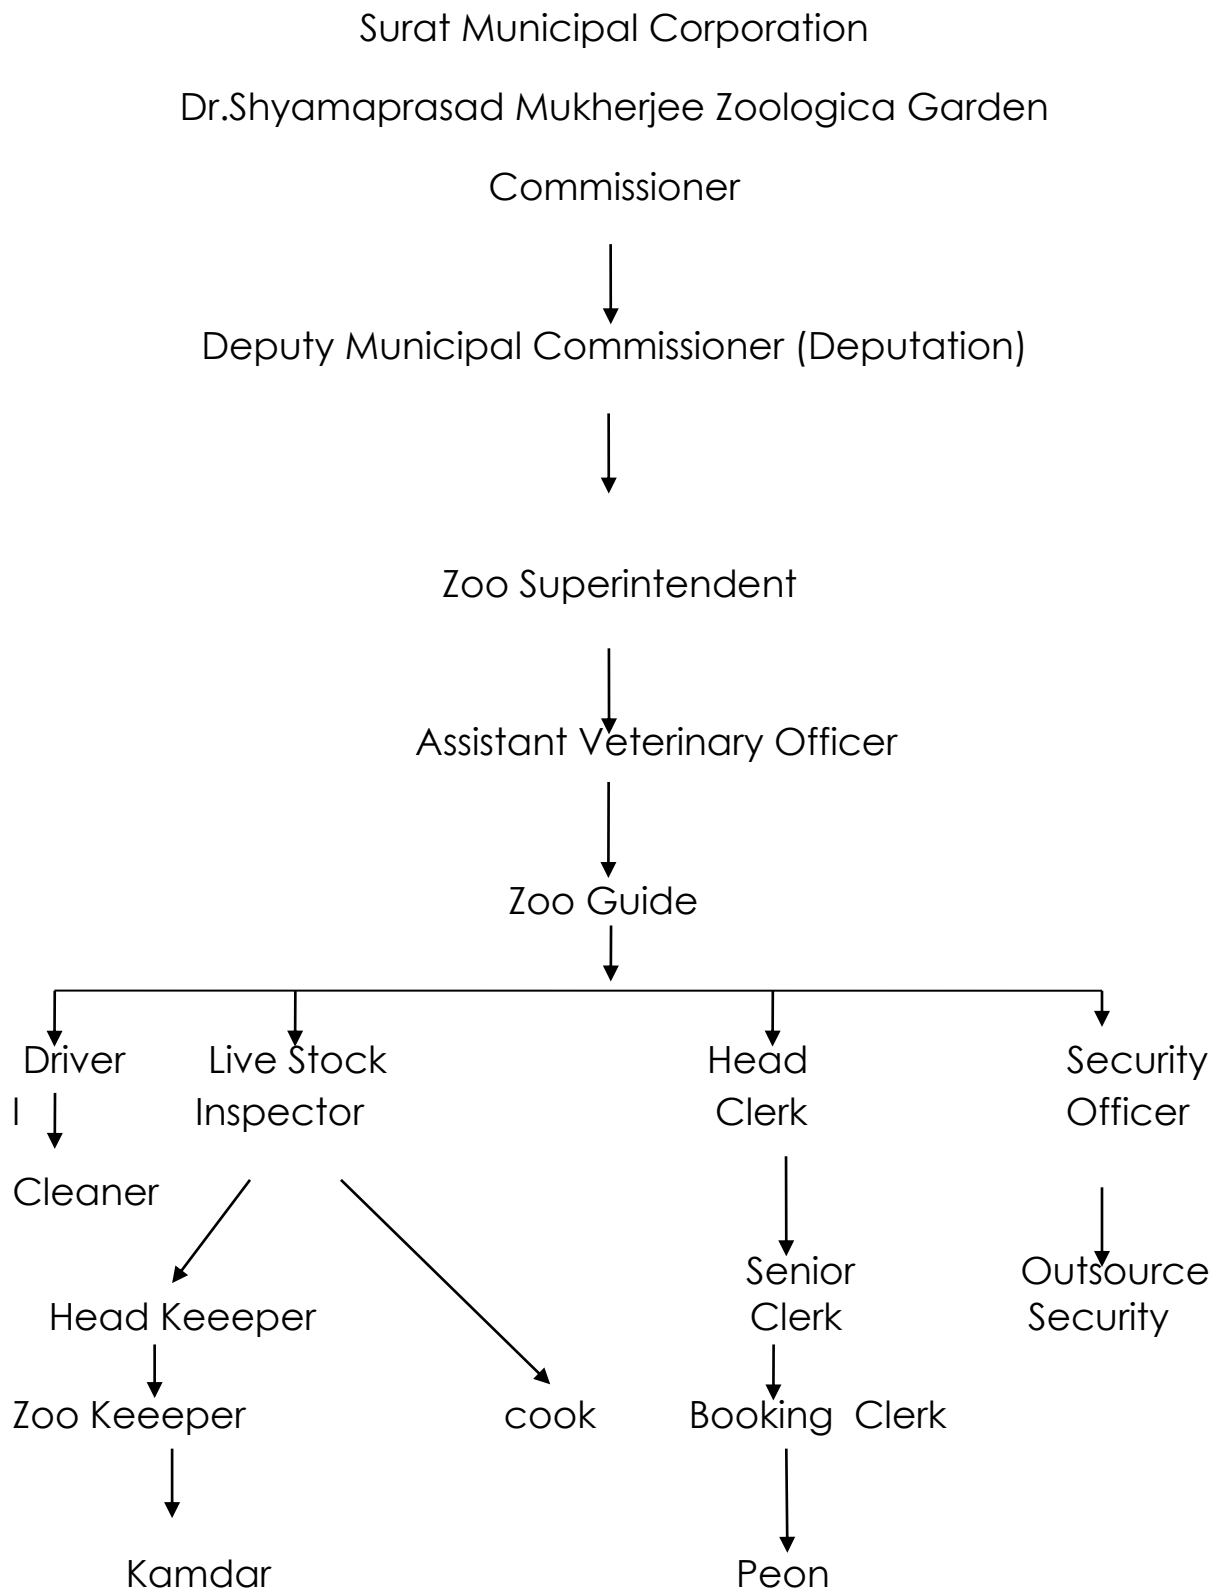 Surat Municipal Corporation
Dr.Shyamaprasad Mukherjee Zoologica Garden
Commissioner
Deputy Municipal Commissioner (Deputation)
Zoo Superintendent
Assistant Veterinary Officer
Zoo Guide
Driver Live Stock Head Security
l Inspector Clerk Officer
Cleaner
Senior Outsource
Head Keeeper Clerk Security
Zoo Keeeper cook Booking Clerk
Kamdar Peon